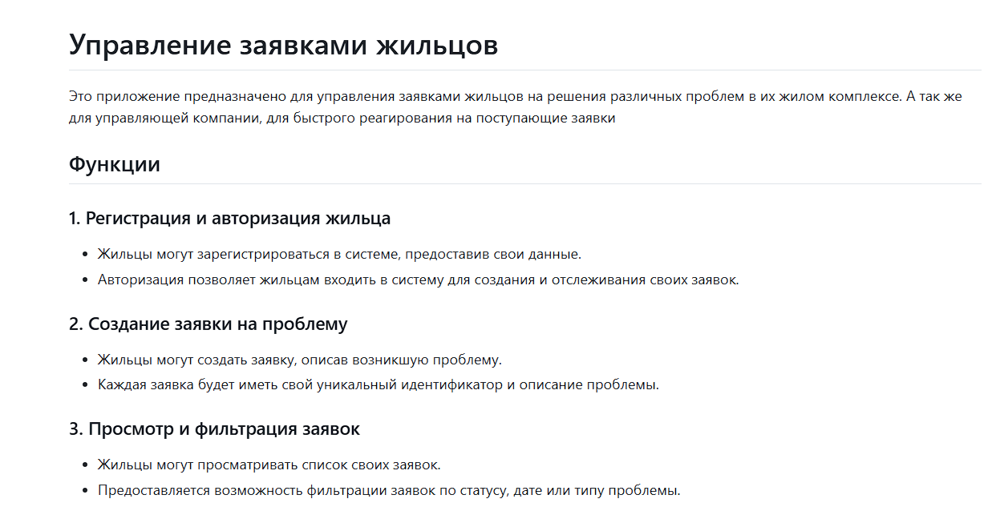 Управление заявками жильцов
Это приложение предназначено для управления заявками жильцов на решения различных проблем в их жилом комплексе. А так же
для управляющей компании, для быстрого реагирования на поступающие заявки
Функции
1. Регистрация и авторизация жильца
• Жильцы могут зарегистрироваться в системе, предоставив свои данные.
• Авторизация позволяет жильцам входить в систему для создания и отслеживания своих заявок.
2. Создание заявки на проблему
• Жильцы могут создать заявку, описав возникшую проблему.
• Каждая заявка будет иметь свой уникальный идентификатор и описание проблемы.
3. Просмотр и фильтрация заявок
• Жильцы могут просматривать список своих заявок.
• Предоставляется возможность фильтрации заявок по статусу, дате или типу проблемы.